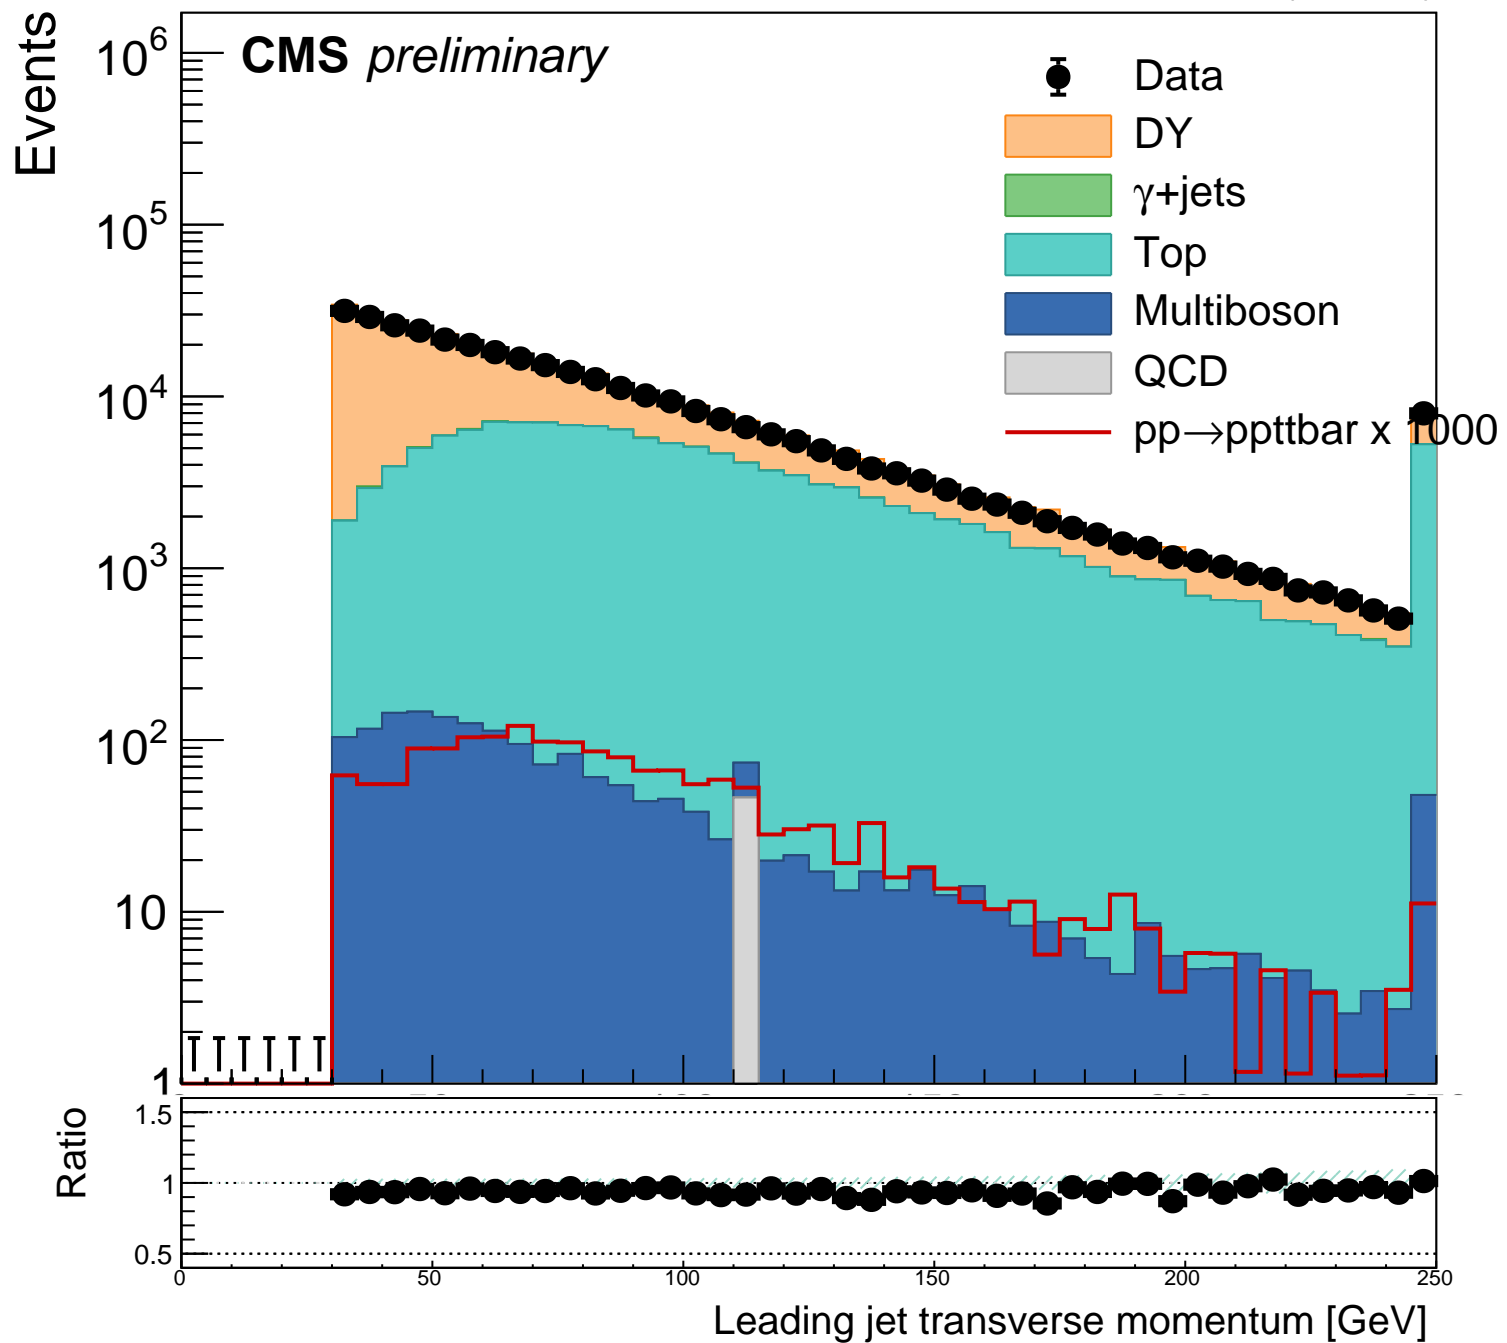 CMS preliminary
Events
10^6
10^5
10^4
10^3
10^2
10
1
Data
DY
γ+jets
Top
Multiboson
QCD
pp→ppttbar x 1000
Ratio
1.5
1
0.5
0 50 100 150 200 250
Leading jet transverse momentum [GeV]